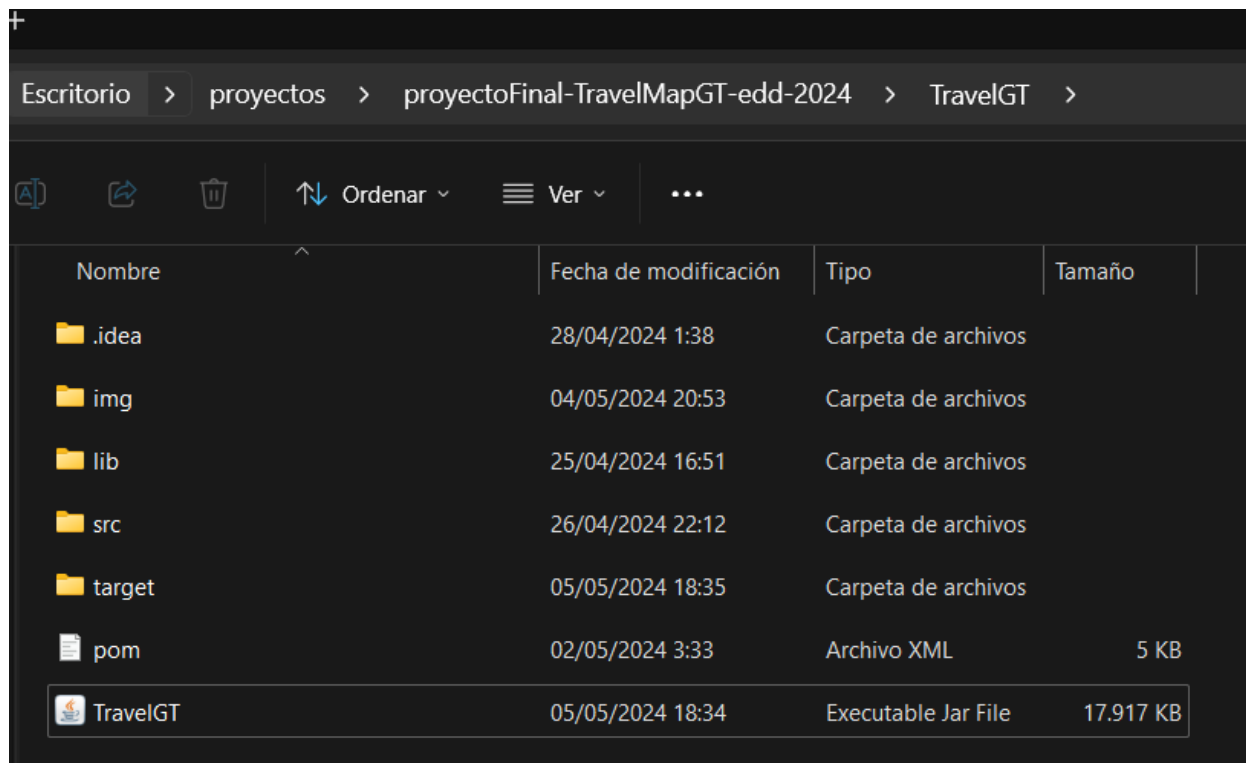 Escritorio > proyectos > proyectoFinal-TravelMapGT-edd-2024 > TravelGT >
Ordenar Ver
Nombre Fecha de modificación Tipo Tamaño
.idea 28/04/2024 1:38 Carpeta de archivos
img 04/05/2024 20:53 Carpeta de archivos
lib 25/04/2024 16:51 Carpeta de archivos
src 26/04/2024 22:12 Carpeta de archivos
target 05/05/2024 18:35 Carpeta de archivos
pom 02/05/2024 3:33 Archivo XML 5 KB
TravelGT 05/05/2024 18:34 Executable Jar File 17.917 KB